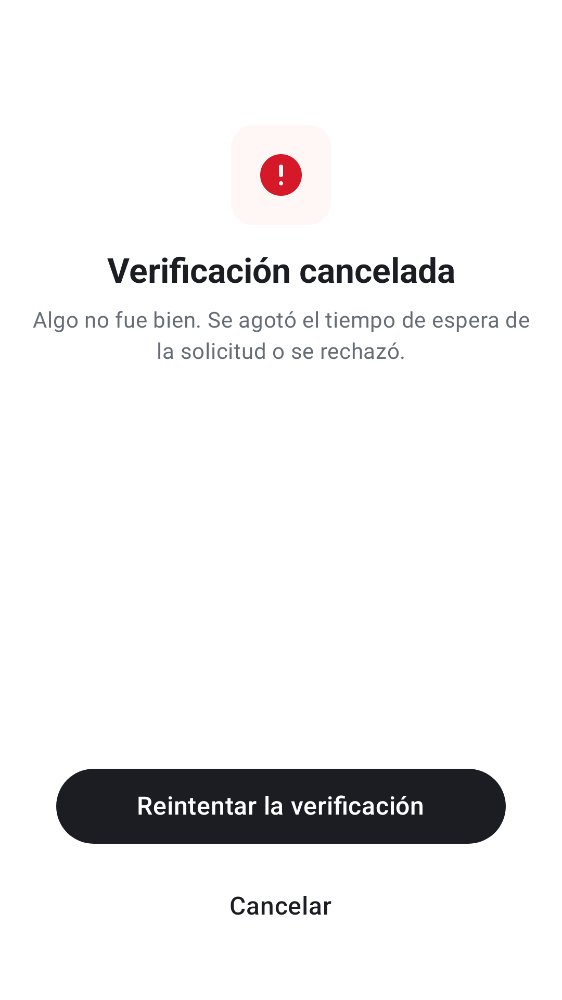 Verificación cancelada
Algo no fue bien. Se agotó el tiempo de espera de
la solicitud o se rechazó.
Reintentar la verificación
Cancelar